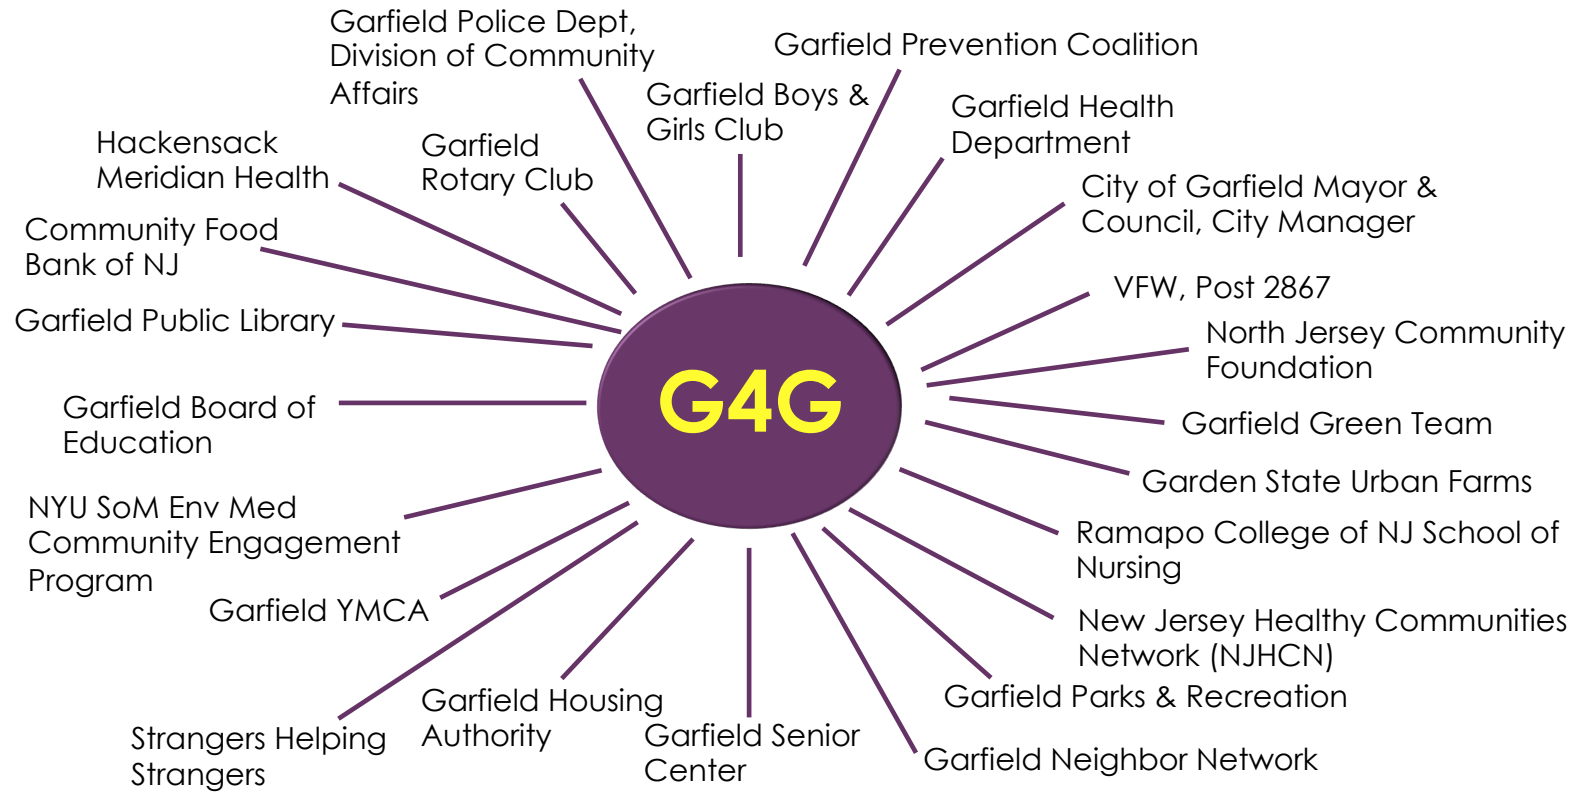 Garfield Police Dept,
Division of Community
Affairs
Garfield Prevention Coalition
Garfield Boys &
Girls Club
Garfield Health
Department
Hackensack
Meridian Health
Garfield
Rotary Club
City of Garfield Mayor &
Council, City Manager
Community Food
Bank of NJ
VFW, Post 2867
Garfield Public Library
North Jersey Community
Foundation
G4G
Garfield Board of
Education
Garfield Green Team
Garden State Urban Farms
NYU SoM Env Med
Community Engagement
Program
Ramapo College of NJ School of
Nursing
Garfield YMCA
New Jersey Healthy Communities
Network (NJHCN)
Garfield Parks & Recreation
Strangers Helping
Strangers
Garfield Housing
Authority
Garfield Senior
Center
Garfield Neighbor Network